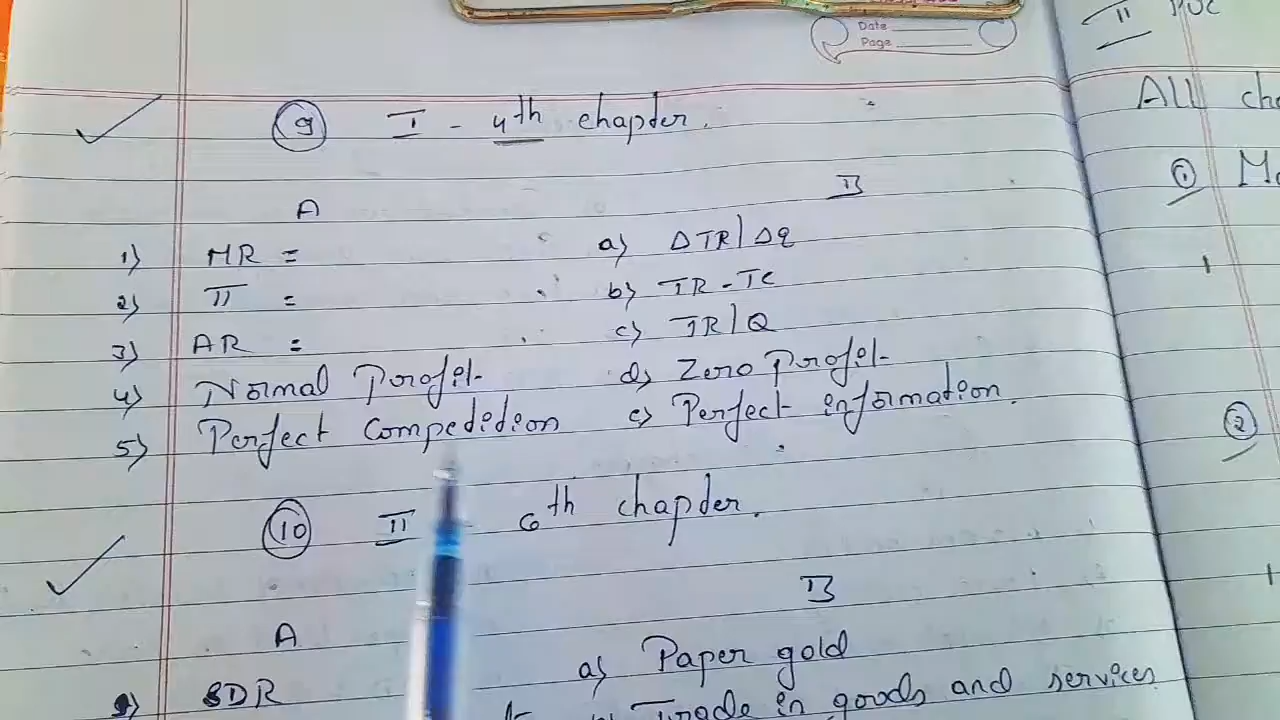 Date
Page
II PUC
9 I - 4th chapter.
All
A B
1) MR = a) ΔTR/Δq
2) π = b) TR - TC
3) AR = c) TR/Q
4) Normal Profit d) Zero Profit
5) Perfect Compedidion e) Perfect information.
10 II 6th chapter.
A B
1) SDR a) Paper gold
Trade in goods and services
①
②